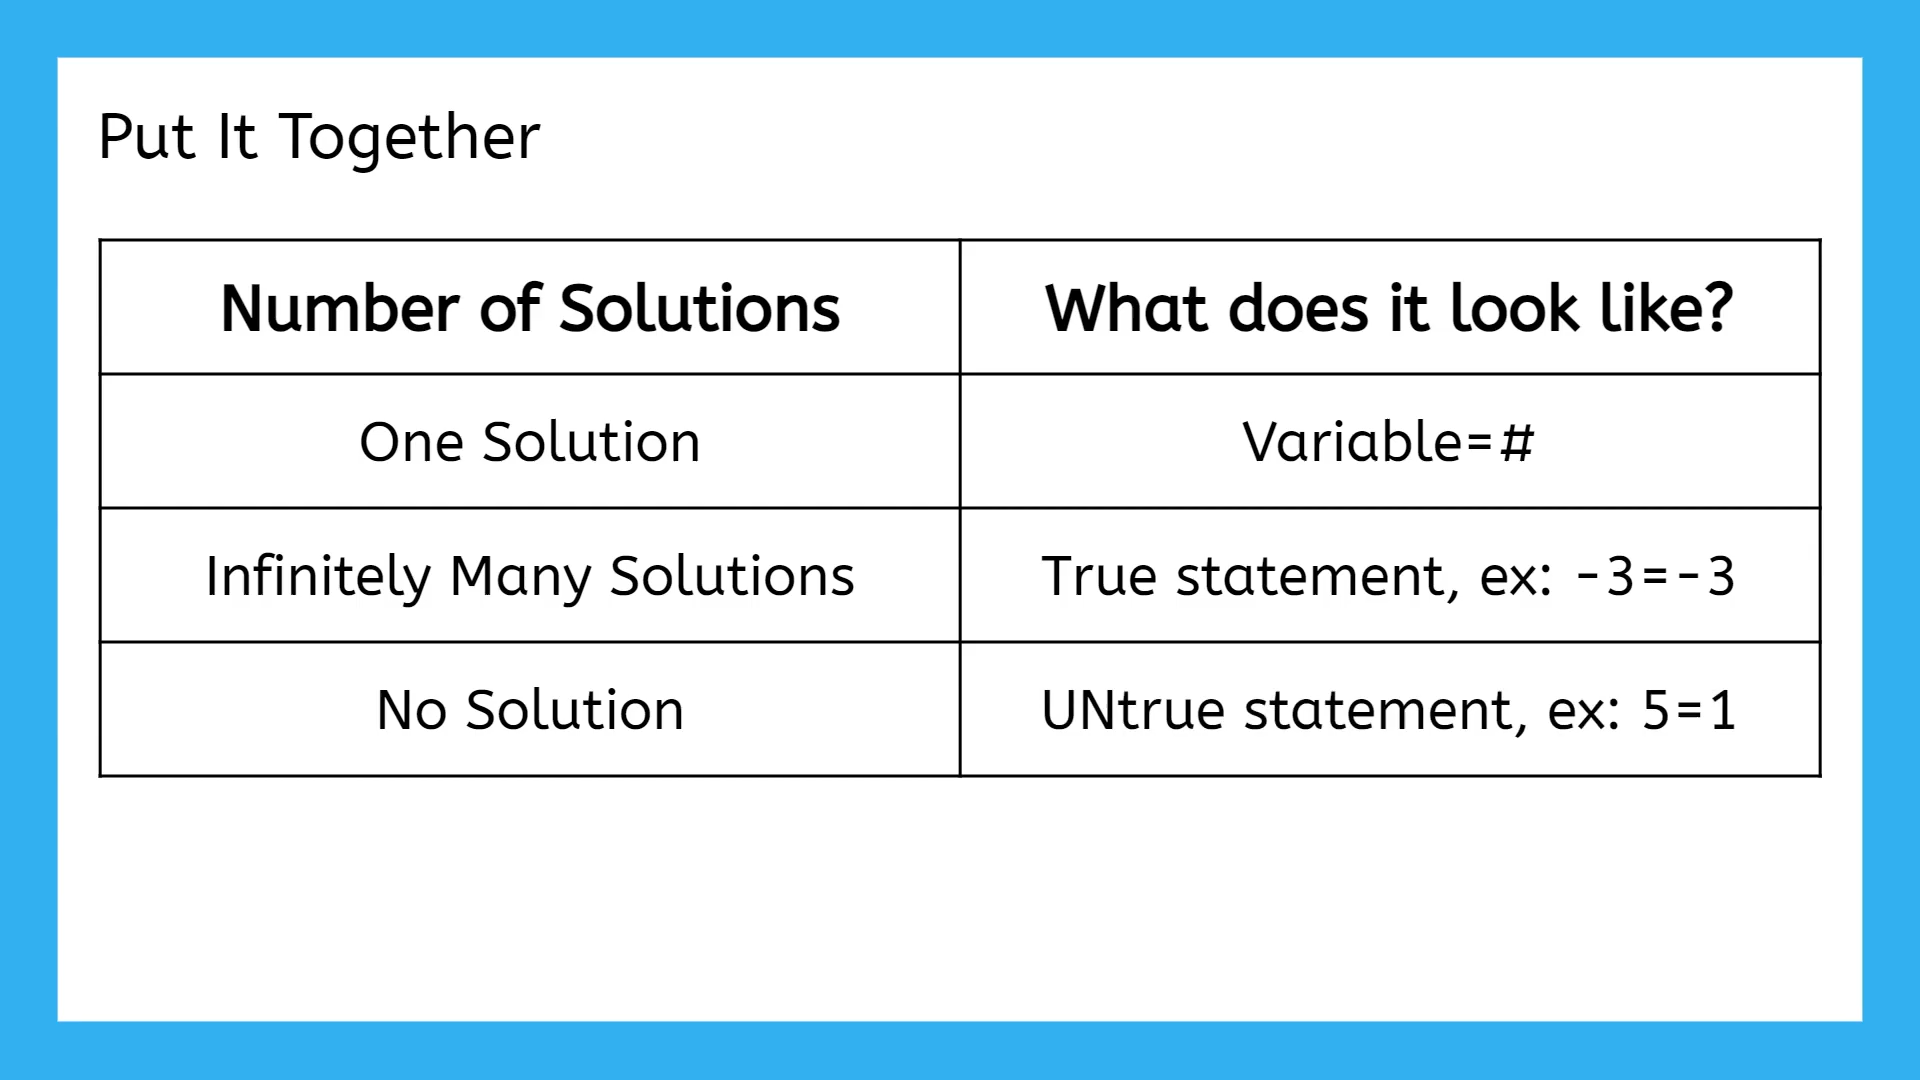 Put It Together
Number of Solutions
What does it look like?
One Solution
Variable=#
Infinitely Many Solutions
True statement, ex: -3=-3
No Solution
UNtrue statement, ex: 5=1